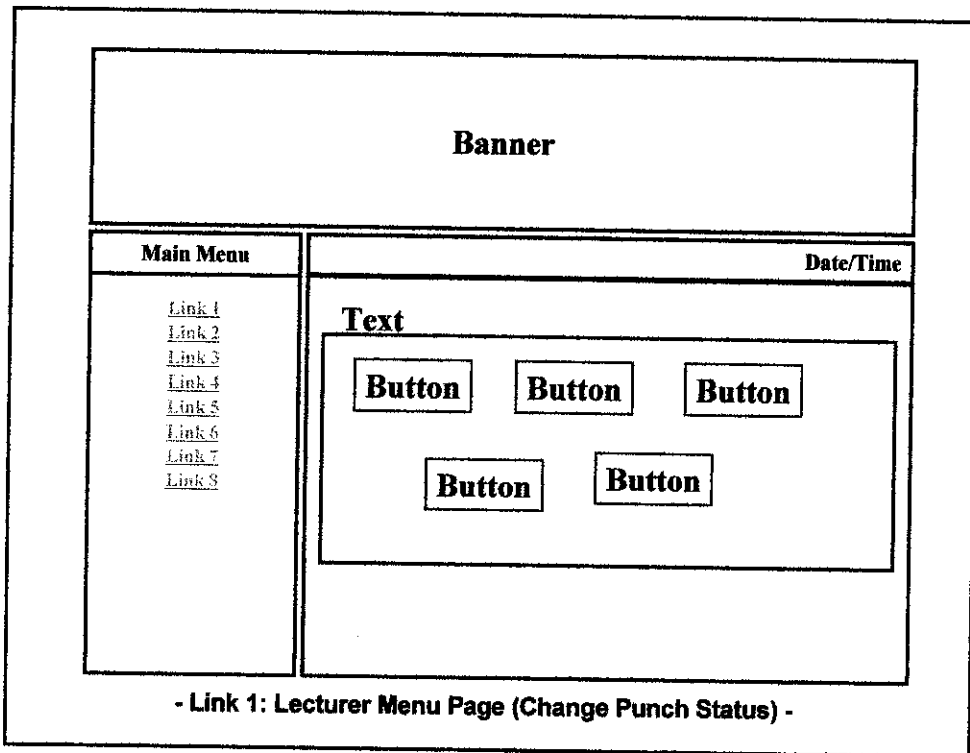 Banner
Main Menu
Link 1
Link 2
Link 3
Link 4
Link 5
Link 6
Link 7
Link 8
Date/Time
Text
Button Button Button
Button Button
- Link 1: Lecturer Menu Page (Change Punch Status) -